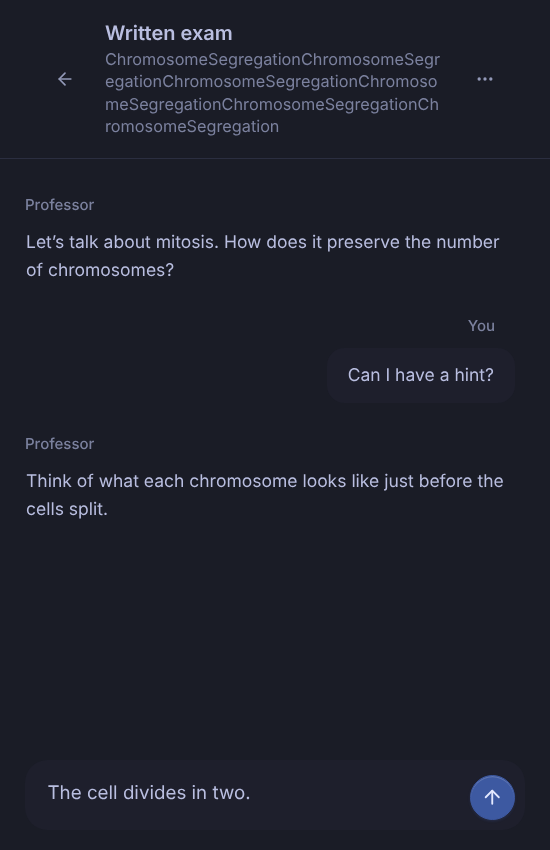 Written exam
ChromosomeSegregationChromosomeSegr
egationChromosomeSegregationChromoso
meSegregationChromosomeSegregationCh
romosomeSegregation
Professor
Let’s talk about mitosis. How does it preserve the number
of chromosomes?
You
Can I have a hint?
Professor
Think of what each chromosome looks like just before the
cells split.
The cell divides in two.